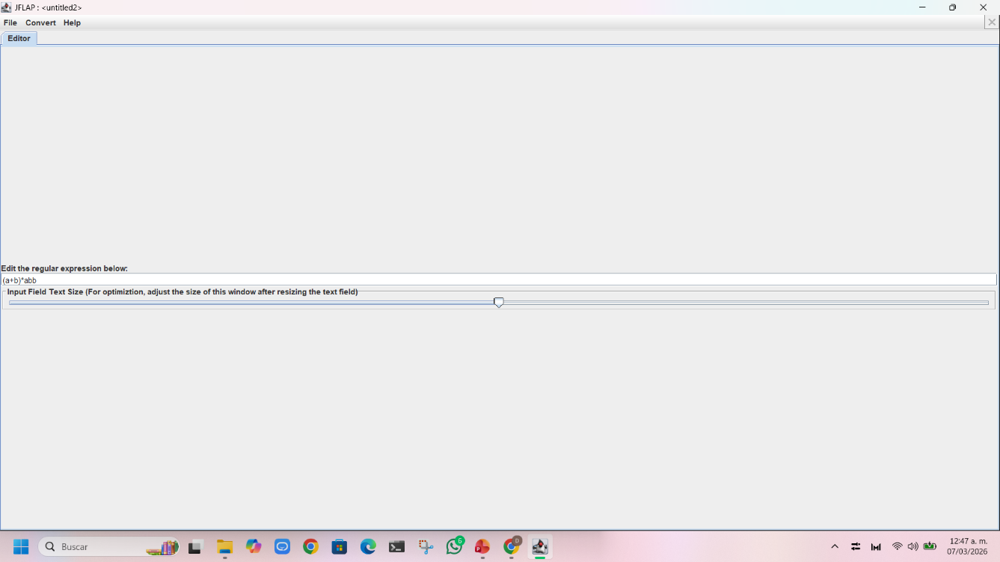 JFLAP : <untitled2>
File Convert Help
Editor
Edit the regular expression below:
(a+b)*abb
Input Field Text Size (For optimiztion, adjust the size of this window after resizing the text field)
Buscar
6
D
P
12:47 a. m.
07/03/2026